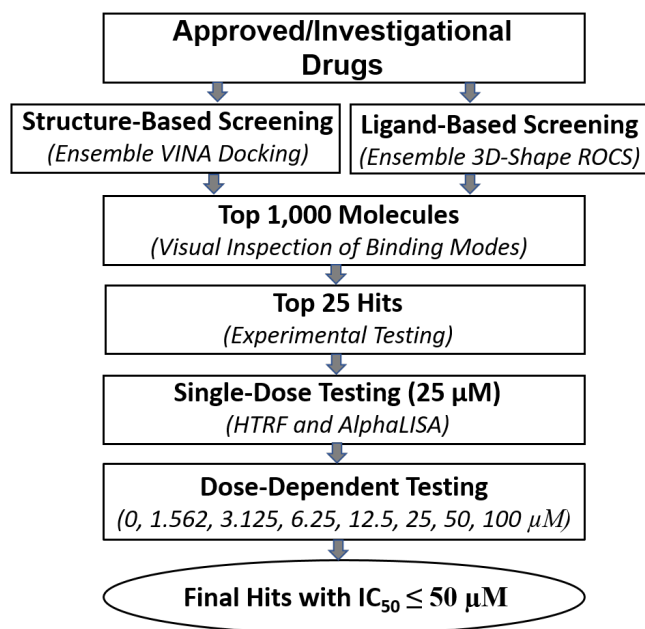 Approved/Investigational
Drugs
Structure-Based Screening
(Ensemble VINA Docking)
Ligand-Based Screening
(Ensemble 3D-Shape ROCS)
Top 1,000 Molecules
(Visual Inspection of Binding Modes)
Top 25 Hits
(Experimental Testing)
Single-Dose Testing (25 μM)
(HTRF and AlphaLISA)
Dose-Dependent Testing
(0, 1.562, 3.125, 6.25, 12.5, 25, 50, 100 μM)
Final Hits with IC50 ≤ 50 μM